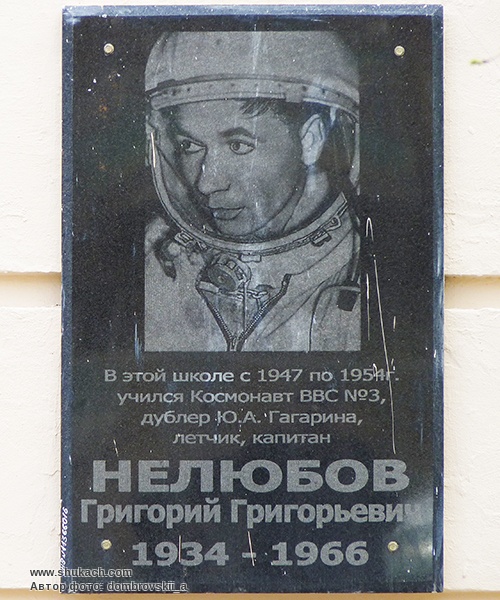 В этой школе с 1947 по 1954г.
учился Космонавт ВВС №3,
дублер Ю.А. Гагарина,
летчик, капитан
НЕЛЮБОВ
Григорий Григорьевич
1934 - 1966
www.shukach.com
Автор фото: dombrovskii_a